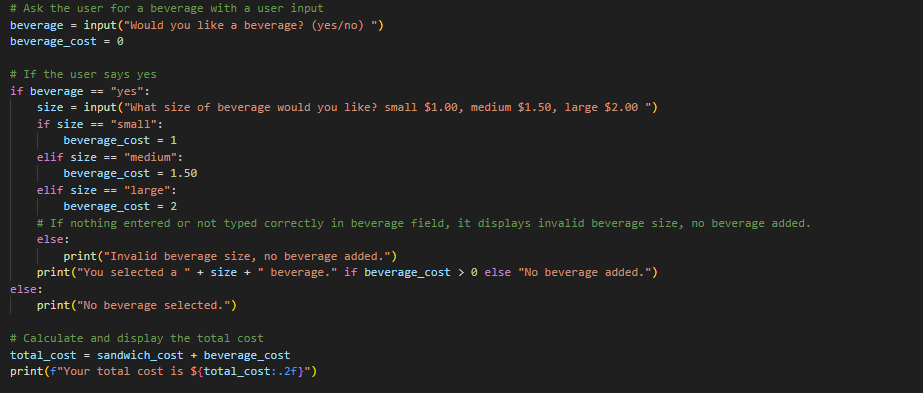 # Ask the user for a beverage with a user input
beverage = input("Would you like a beverage? (yes/no) ")
beverage_cost = 0

# If the user says yes
if beverage == "yes":
    size = input("What size of beverage would you like? small $1.00, medium $1.50, large $2.00 ")
    if size == "small":
        beverage_cost = 1
    elif size == "medium":
        beverage_cost = 1.50
    elif size == "large":
        beverage_cost = 2
    # If nothing entered or not typed correctly in beverage field, it displays invalid beverage size, no beverage added.
    else:
        print("Invalid beverage size, no beverage added.")
    print("You selected a " + size + " beverage." if beverage_cost > 0 else "No beverage added.")
else:
    print("No beverage selected.")

# Calculate and display the total cost
total_cost = sandwich_cost + beverage_cost
print(f"Your total cost is ${total_cost:.2f}")